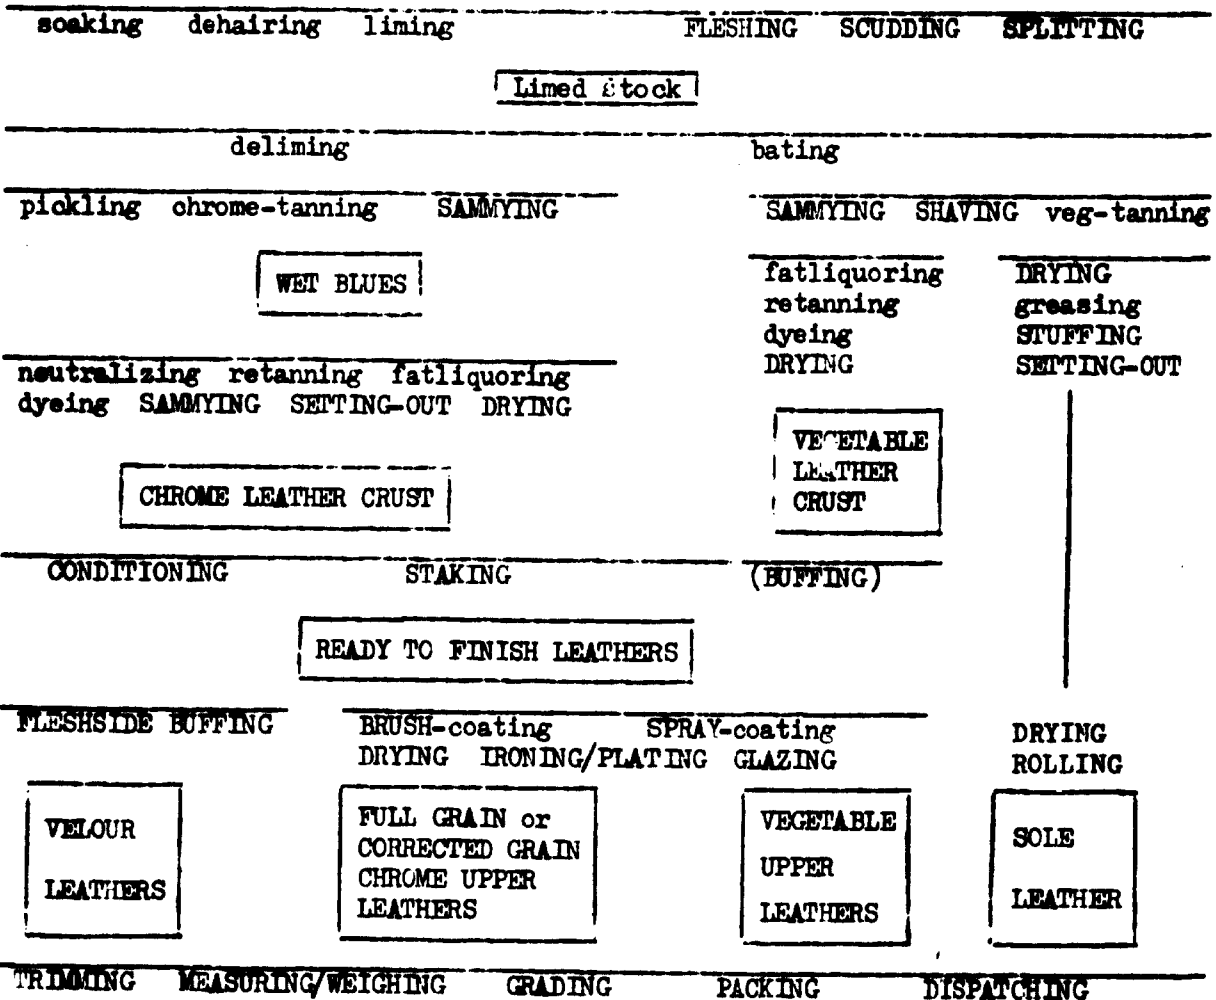 soaking dehairing liming FLESHING SCUDDING SPLITTING
Limed Stock
deliming bating
pickling chrome-tanning SAMMYING
SAMMYING SHAVING veg-tanning
WET BLUES
fatliquoring
retanning
dyeing
DRYING
DRYING
greasing
STUFFING
SETTING-OUT
neutralizing retanning fatliquoring
dyeing SAMMYING SETTING-OUT DRYING
VEGETABLE
LEATHER
CRUST
CHROME LEATHER CRUST
CONDITIONING STAKING (BUFFING)
READY TO FINISH LEATHERS
FLESHSIDE BUFFING
BRUSH-coating SPRAY-coating
DRYING IRONING/PLATING GLAZING
DRYING
ROLLING
VELOUR
LEATHERS
FULL GRAIN or
CORRECTED GRAIN
CHROME UPPER
LEATHERS
VEGETABLE
UPPER
LEATHERS
SOLE
LEATHER
TRIMMING MEASURING/WEIGHING GRADING PACKING DISPATCHING